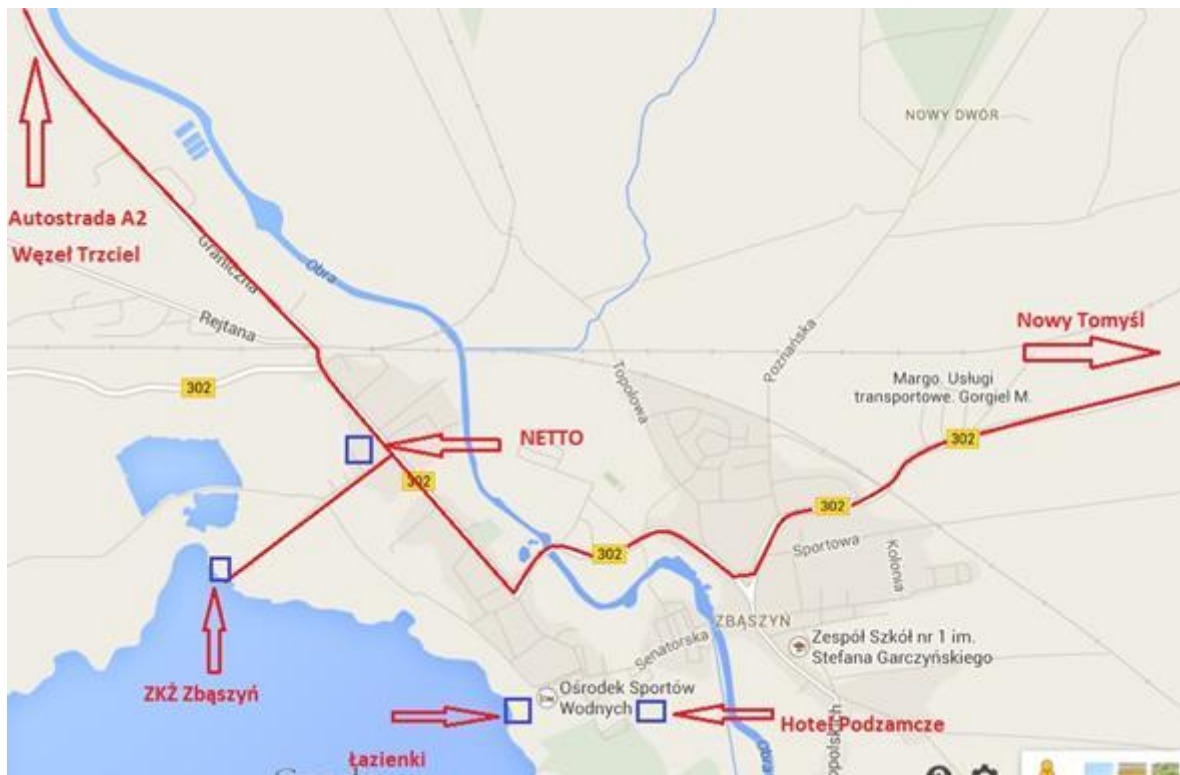 NOWY DWÓR
Autostrada A2
Węzeł Trzciel
Graniczna
Obra
Rejtana
Nowy Tomyśl
Poznańska
Topolowa
302
Margo. Usługi
transportowe. Gorgiel M.
NETTO
302
302
302
302
Sportowa
Kolonia
ZBĄSZYŃ
Senatorska
Zespół Szkół nr 1 im.
Stefana Garczyńskiego
ZKŻ Zbąszyń
Ośrodek Sportów
Wodnych
Hotel Podzamcze
Obra
Łazienki